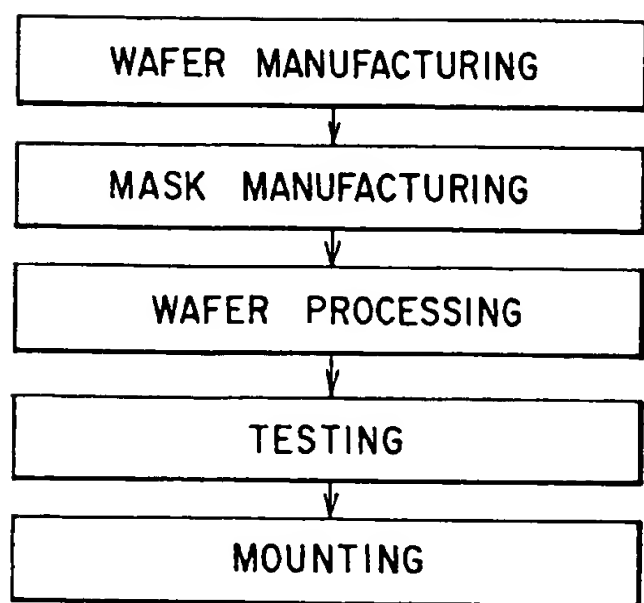 WAFER MANUFACTURING
MASK MANUFACTURING
WAFER PROCESSING
TESTING
MOUNTING